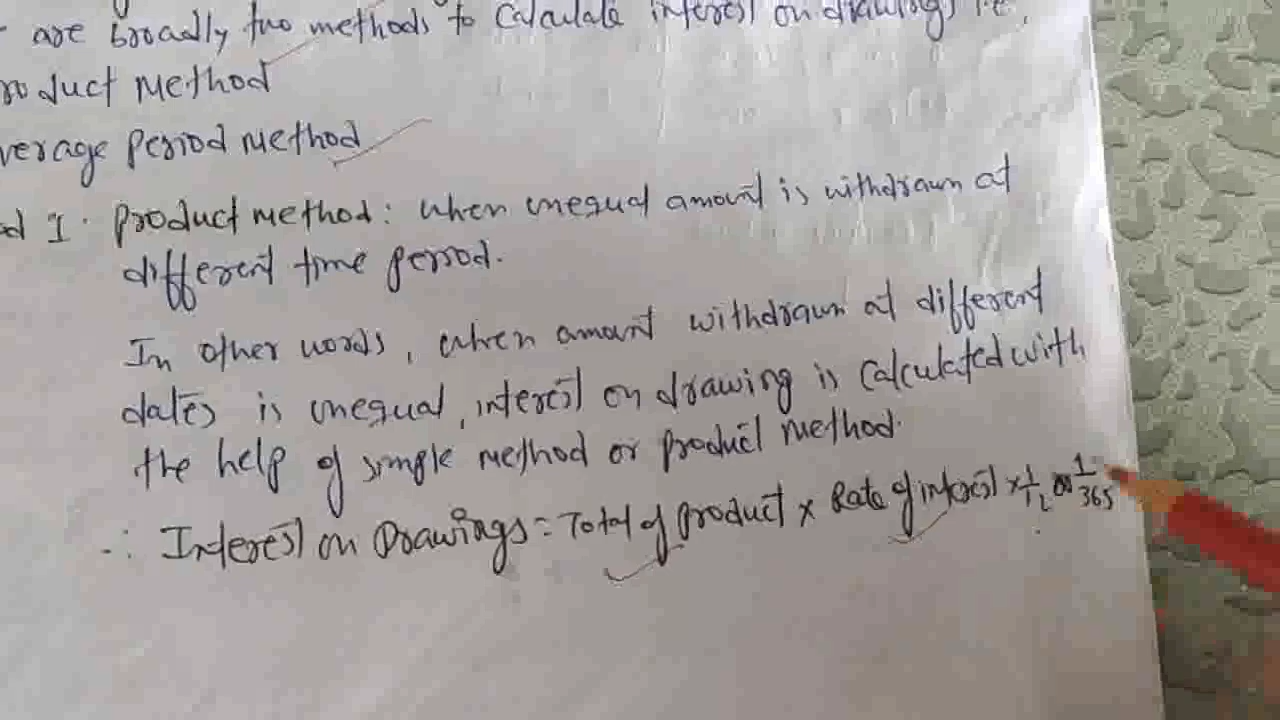 are broadly two methods to calculate interest on drawings i.e.
roduct Method
verage period method
od 1. Product method: when unequal amount is withdrawn at
different time period.
In other words, when amount withdrawn at different
dates is unequal, interest on drawing is calculated with
the help of simple method or product method.
∴ Interest on Drawings = Total of product × Rate of interest × 1/12 or 1/365